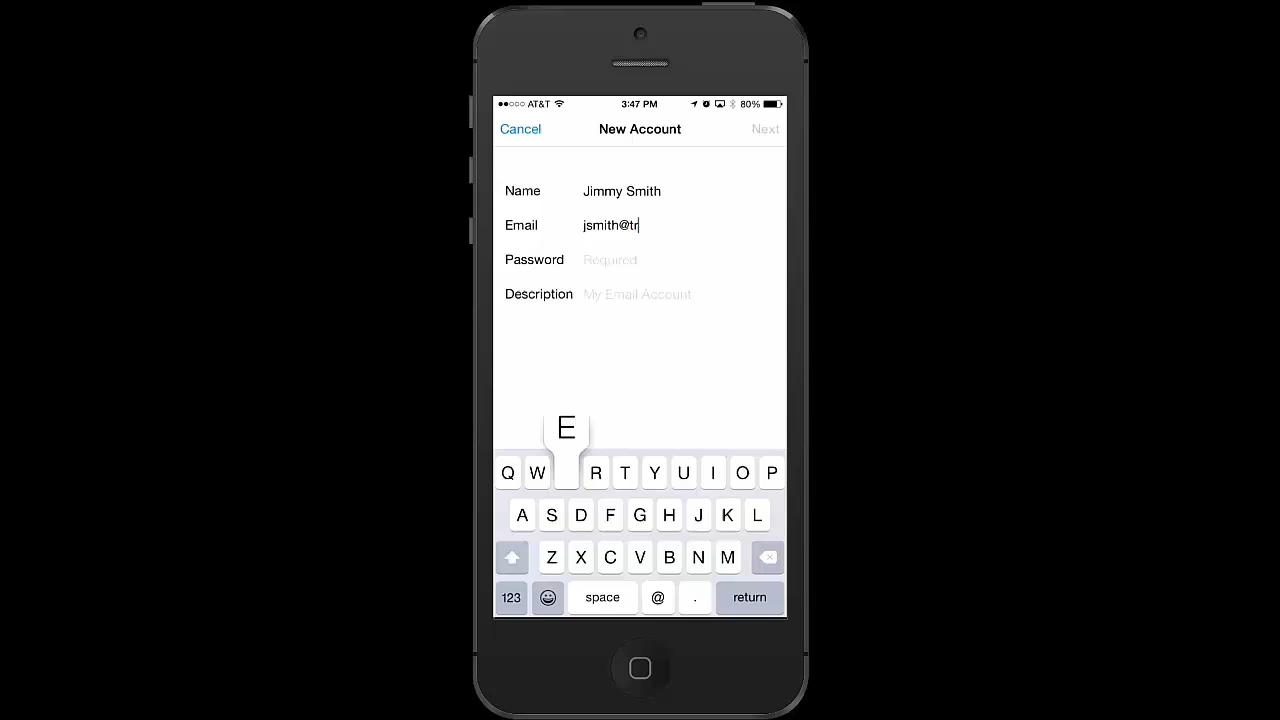 AT&T 3:47 PM 80%
Cancel New Account Next
Name Jimmy Smith
Email jsmith@tr
Password Required
Description My Email Account
E
Q W R T Y U I O P
A S D F G H J K L
Z X C V B N M
123 space @ . return